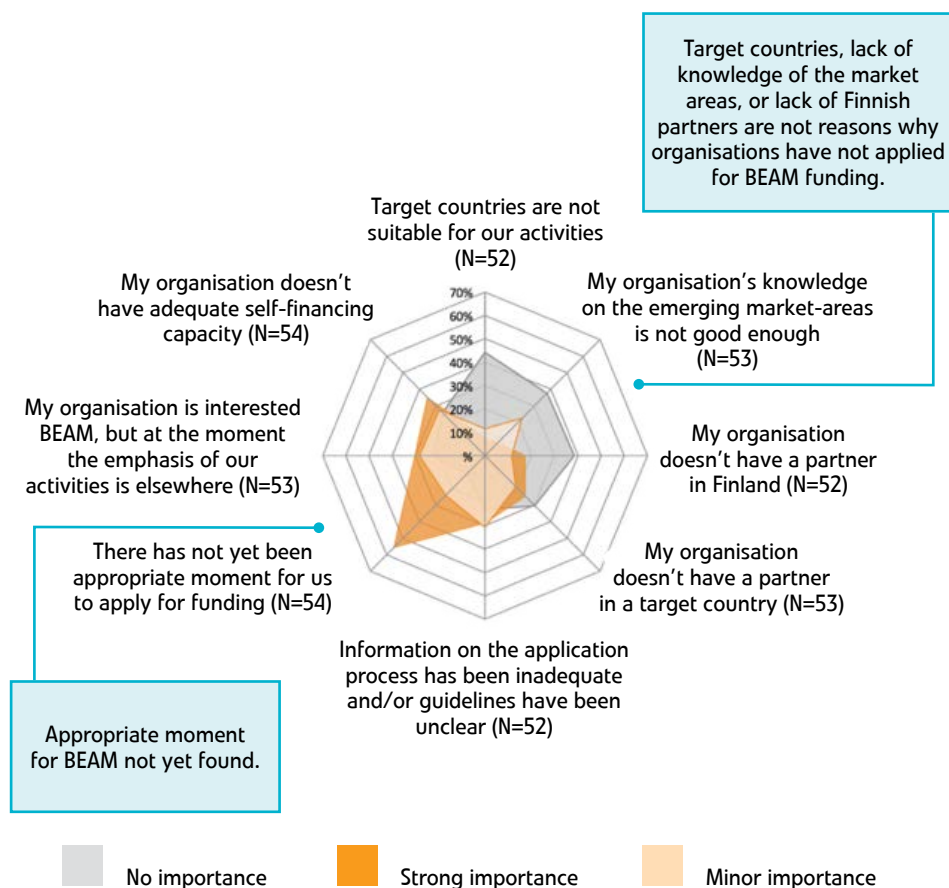 Target countries, lack of
knowledge of the market
areas, or lack of Finnish
partners are not reasons why
organisations have not applied
for BEAM funding.
Target countries are not
suitable for our activities
(N=52)
My organisation doesn't
have adequate self-financing
capacity (N=54)
My organisation's knowledge
on the emerging market-areas
is not good enough
(N=53)
70%
60%
50%
40%
30%
20%
10%
%
My organisation is interested
BEAM, but at the moment
the emphasis of our
activities is elsewhere (N=53)
My organisation
doesn't have a partner
in Finland (N=52)
There has not yet been
appropriate moment for us
to apply for funding (N=54)
My organisation
doesn't have a partner
in a target country (N=53)
Information on the application
process has been inadequate
and/or guidelines have been
unclear (N=52)
Appropriate moment
for BEAM not yet found.
No importance
Strong importance
Minor importance